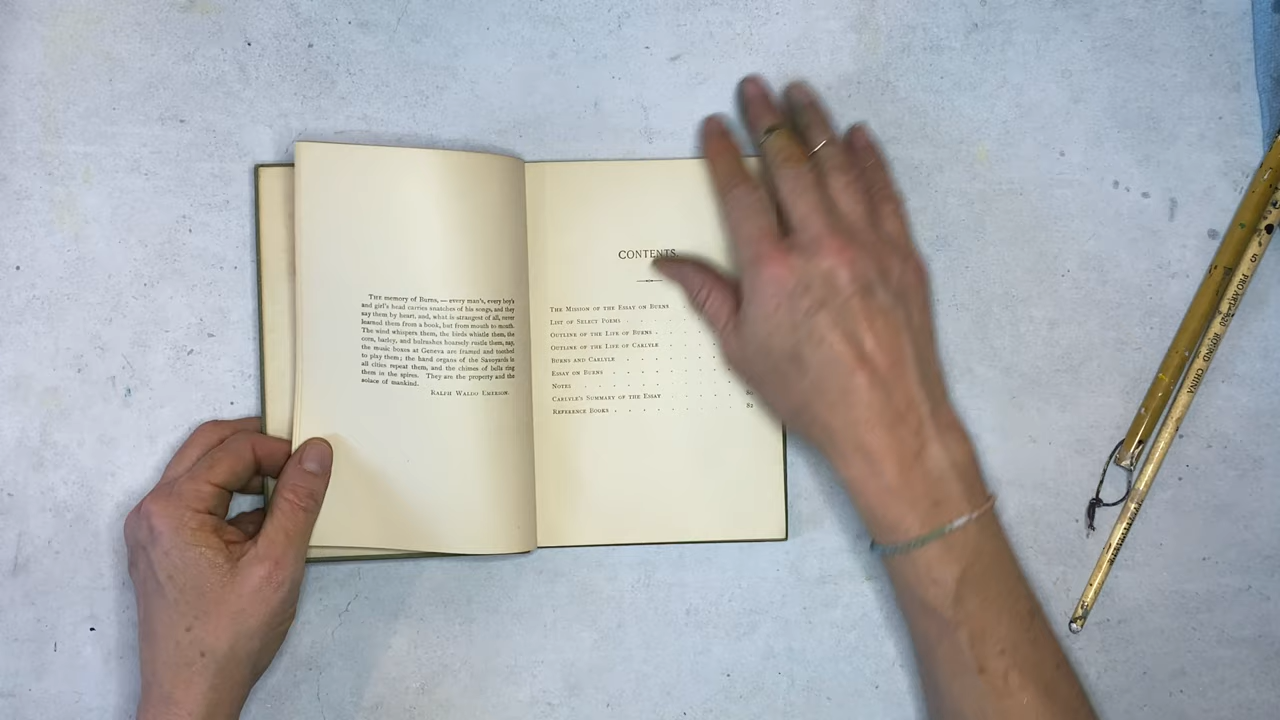 THE memory of Burns, — every man's, every boy's
and girl's head carries snatches of his songs, and they
say them by heart, and, what is strangest of all, never
learned them from a book, but from mouth to mouth.
The wind whispers them, the birds whistle them, the
corn, barley, and bulrushes hoarsely rustle them, nay,
the music boxes at Geneva are framed and toothed
to play them; the hand organs of the Savoyards in
all cities repeat them, and the chimes of bells ring
them in the spires. They are the property and the
solace of mankind.
RALPH WALDO EMERSON.
CONTENTS.
THE MISSION OF THE ESSAY ON BURNS
LIST OF SELECT POEMS
OUTLINE OF THE LIFE OF BURNS
OUTLINE OF THE LIFE OF CARLYLE
BURNS AND CARLYLE
ESSAY ON BURNS
NOTES
CARLYLE'S SUMMARY OF THE ESSAY
REFERENCE BOOKS 82
PRO ART 520 ROUND CHINA 5